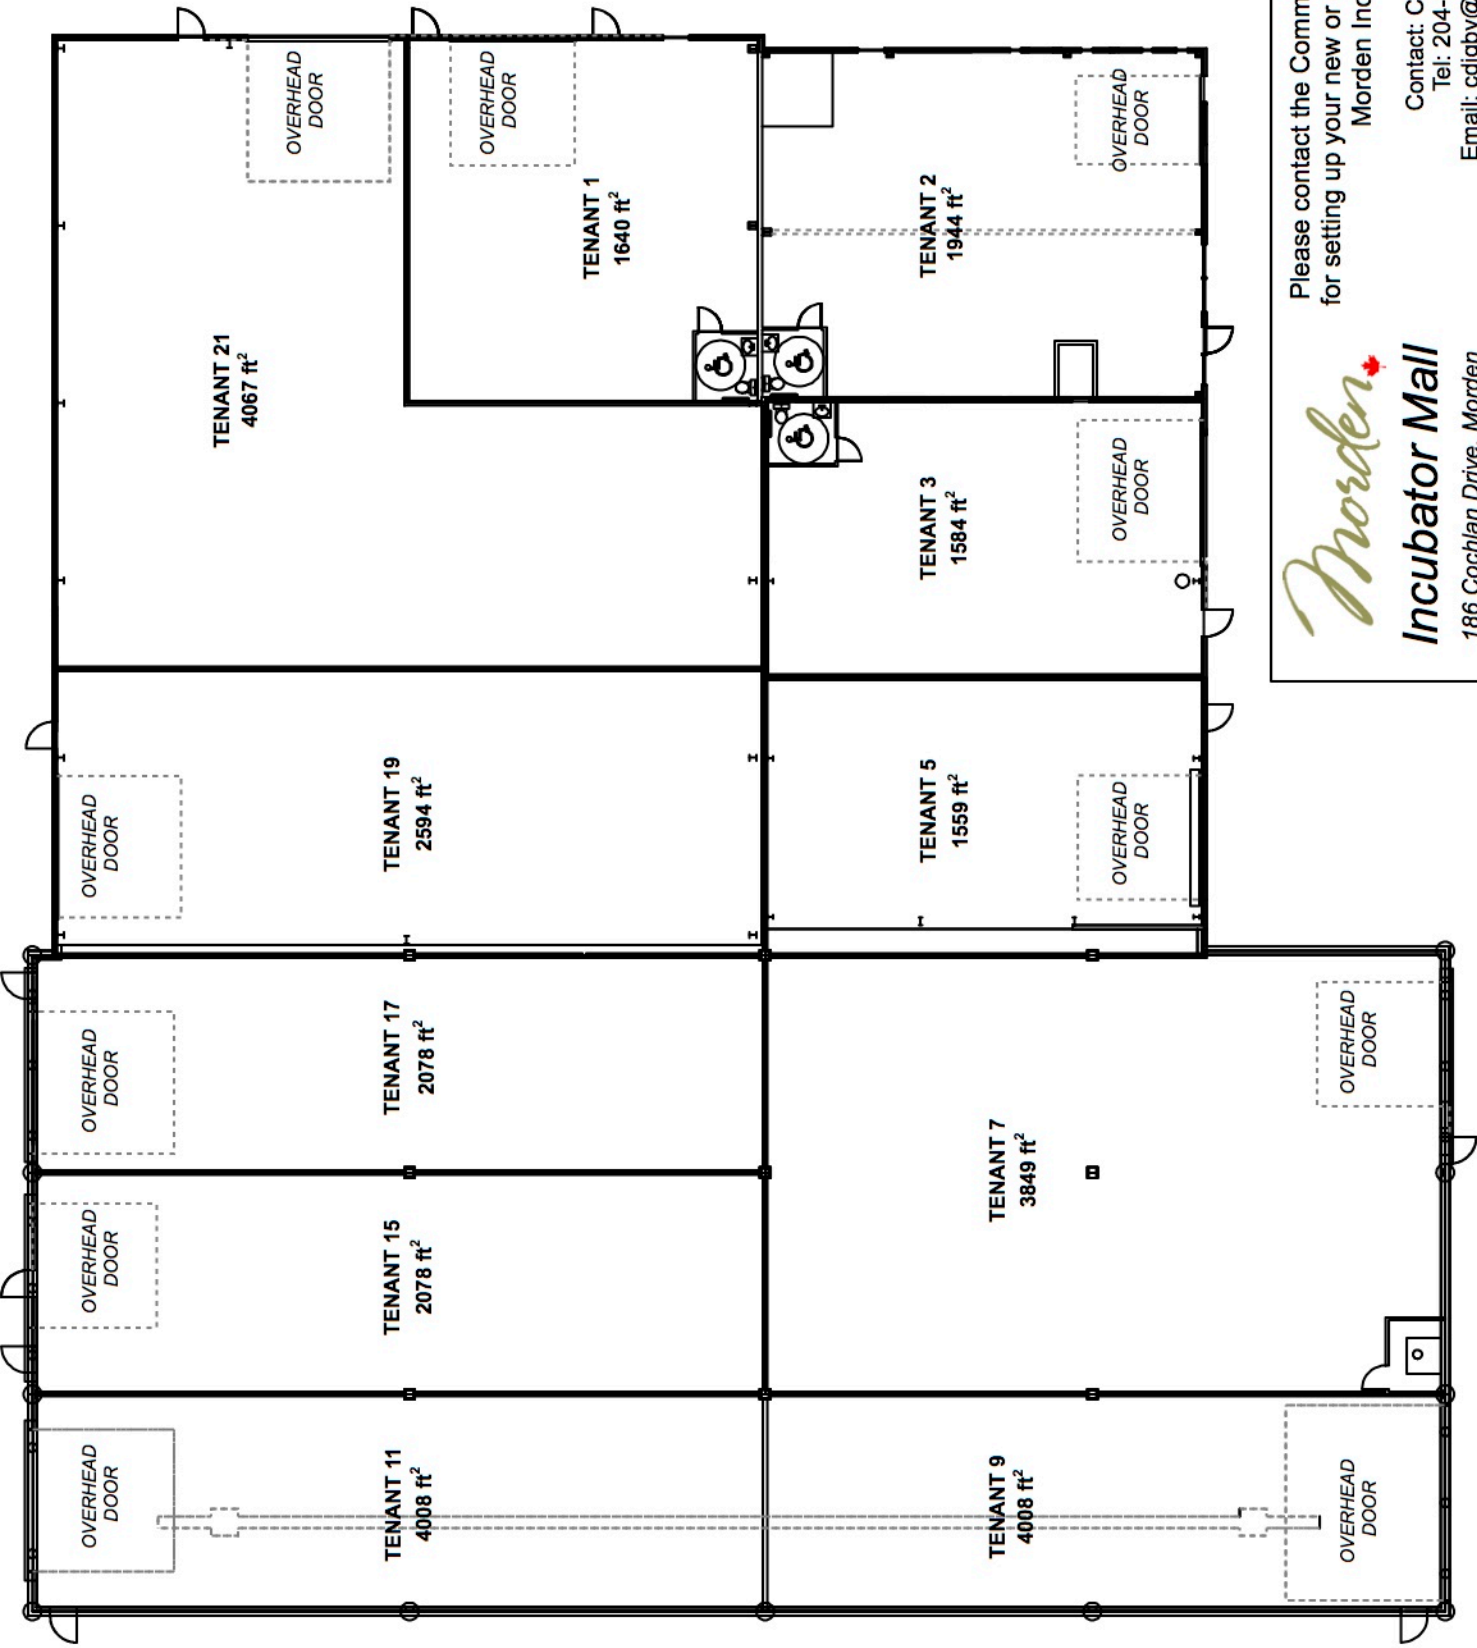 TENANT 21
4067 ft²
OVERHEAD
DOOR
OVERHEAD
DOOR
TENANT 1
1640 ft²
TENANT 2
1944 ft²
OVERHEAD
DOOR
TENANT 3
1584 ft²
OVERHEAD
DOOR
TENANT 19
2594 ft²
OVERHEAD
DOOR
TENANT 5
1559 ft²
OVERHEAD
DOOR
TENANT 17
2078 ft²
OVERHEAD
DOOR
TENANT 15
2078 ft²
OVERHEAD
DOOR
TENANT 7
3849 ft²
OVERHEAD
DOOR
TENANT 11
4008 ft²
OVERHEAD
DOOR
TENANT 9
4008 ft²
OVERHEAD
DOOR
Morden
Incubator Mall
186 Cochlan Drive, Morden
Please contact the Comm
for setting up your new or
Morden Inc
Contact: C
Tel: 204-
Email: cdigby@